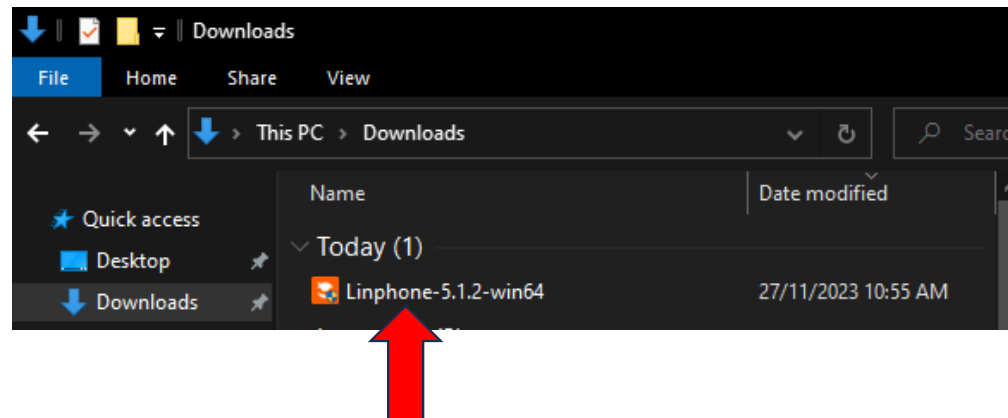 Downloads
File Home Share View
This PC > Downloads
Name Date modified
Quick access
Today (1)
Desktop
Linphone-5.1.2-win64 27/11/2023 10:55 AM
Downloads